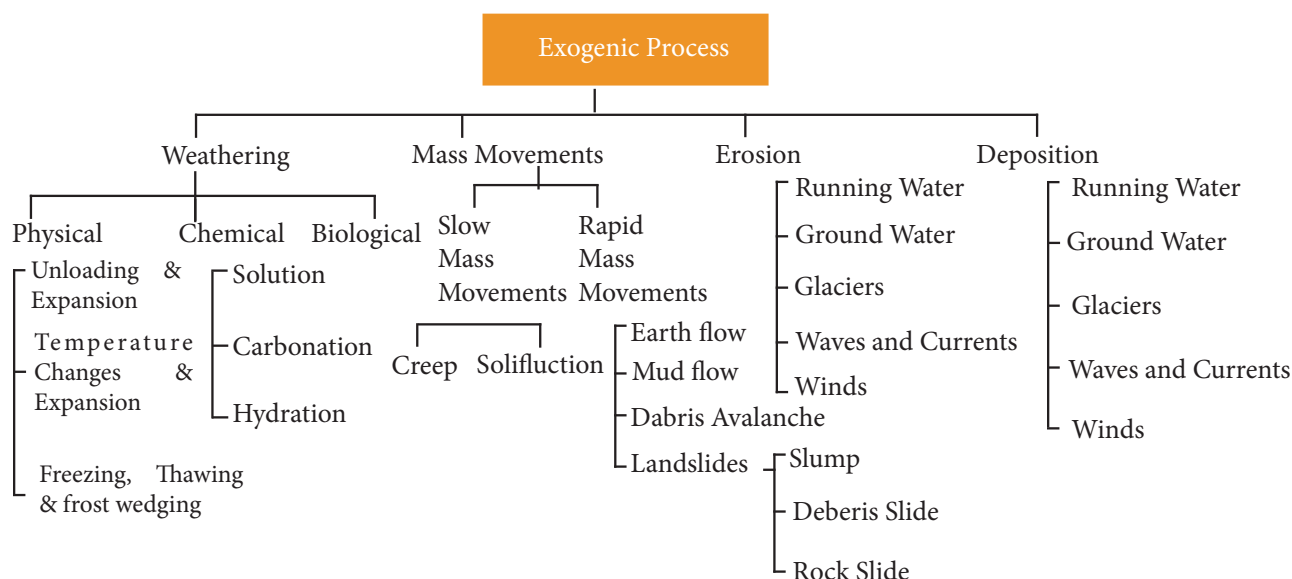 Exogenic Process
Weathering
Mass Movements
Erosion
Deposition
Physical
Chemical
Biological
Unloading &
Expansion
Temperature
Changes &
Expansion
Freezing, Thawing
& frost wedging
Solution
Carbonation
Hydration
Slow
Mass
Movements
Rapid
Mass
Movements
Creep
Solifluction
Earth flow
Mud flow
Dabris Avalanche
Landslides
Slump
Deberis Slide
Rock Slide
Running Water
Ground Water
Glaciers
Waves and Currents
Winds
Running Water
Ground Water
Glaciers
Waves and Currents
Winds